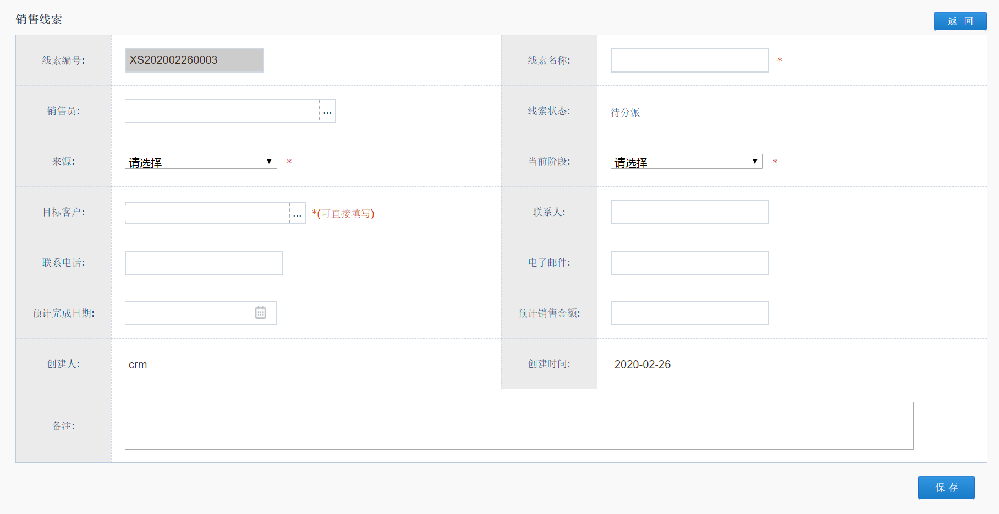 销售线索
返 回
线索编号: XS202002260003 线索名称: *
销售员: ... 线索状态: 待分派
来源: 请选择 * 当前阶段: 请选择 *
目标客户: ... *(可直接填写) 联系人:
联系电话: 电子邮件:
预计完成日期: 预计销售金额:
创建人: crm 创建时间: 2020-02-26
备注:
保 存